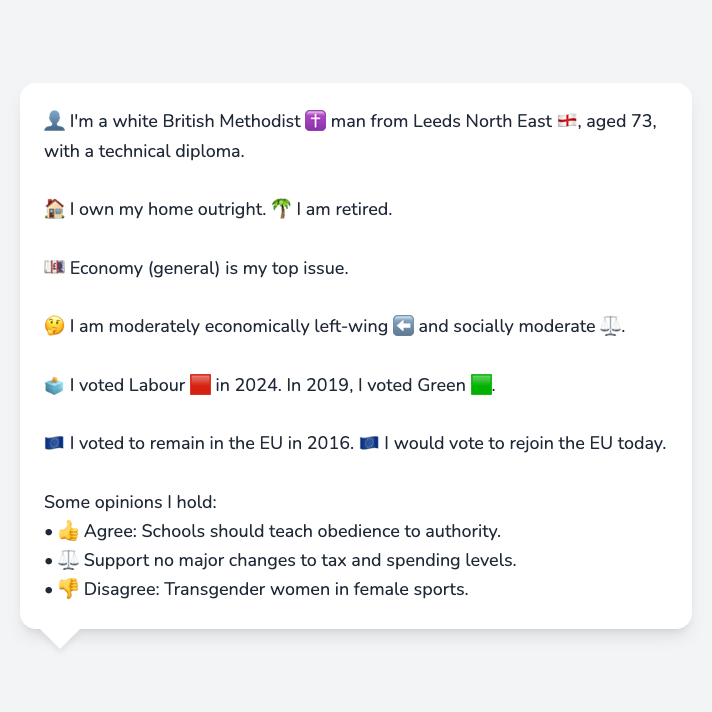 👤 I'm a white British Methodist ✝️ man from Leeds North East 🏴󠁧󠁢󠁥󠁮󠁧󠁿, aged 73,
with a technical diploma.
🏠 I own my home outright. 🌴 I am retired.
💷 Economy (general) is my top issue.
🤔 I am moderately economically left-wing ⬅️ and socially moderate ⚖️.
🗳️ I voted Labour 🟥 in 2024. In 2019, I voted Green 🟩.
🇪🇺 I voted to remain in the EU in 2016. 🇪🇺 I would vote to rejoin the EU today.
Some opinions I hold:
• 👍 Agree: Schools should teach obedience to authority.
• ⚖️ Support no major changes to tax and spending levels.
• 👎 Disagree: Transgender women in female sports.